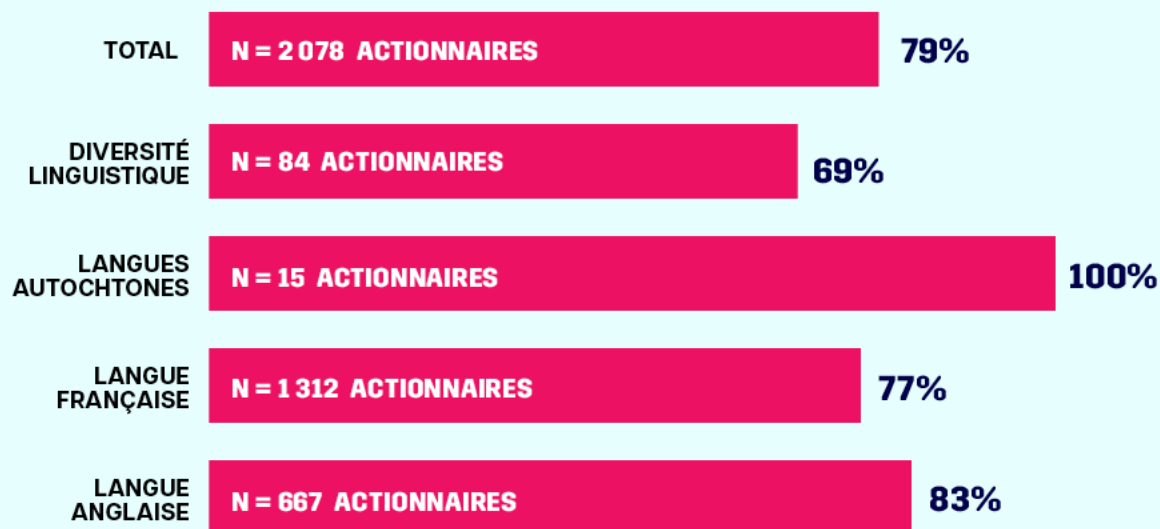 TOTAL N = 2 078 ACTIONNAIRES 79%
DIVERSITÉ
LINGUISTIQUE
N = 84 ACTIONNAIRES 69%
LANGUES
AUTOCHTONES
N = 15 ACTIONNAIRES 100%
LANGUE
FRANÇAISE
N = 1 312 ACTIONNAIRES 77%
LANGUE
ANGLAISE
N = 667 ACTIONNAIRES 83%